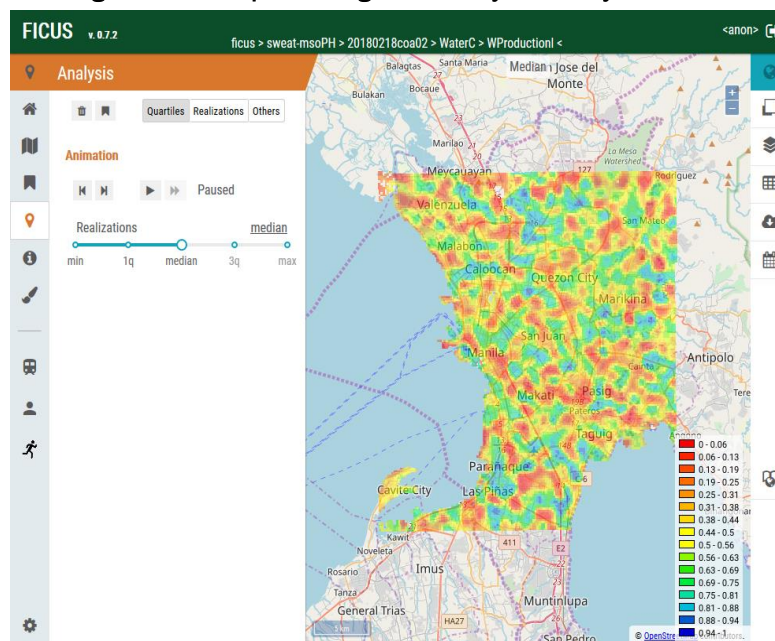 FICUS v. 0.7.2
ficus > sweat-msoPH > 20180218coa02 > WaterC > WProductionI <
<anon>
Analysis
Quartiles Realizations Others
Animation
Paused
Realizations median
min 1q median 3q max
Balagtas
Santa Maria
Median
Jose del
Monte
Bulakan
Bocaue
27
Marilao
La Mesa
Watershed
Meycauayan
127
Rodriguez
Valenzuela
San Mateo
Malabon
Caloocan
Quezon City
Marikina
San Juan
Manila
Antipolo
Cainta
Makati
Pasig
Pateros
Taguig
Parañaque
C-6
Cavite City
Las Piñas
Kawit
411
E2
Noveleta
Rosario
Imus
Tanza
General Trias
HA27
Muntinlupa
San Pedro
5 km
0 - 0.06
0.06 - 0.13
0.13 - 0.19
0.19 - 0.25
0.25 - 0.31
0.31 - 0.38
0.38 - 0.44
0.44 - 0.5
0.5 - 0.56
0.56 - 0.63
0.63 - 0.69
0.69 - 0.75
0.75 - 0.81
0.81 - 0.88
0.88 - 0.94
0.94 - 1
© OpenStre